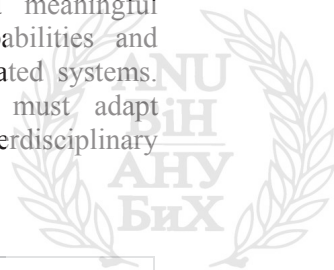 meaningful
abilities and
ated systems.
must adapt
erdisciplinary
ANU
BiH
АНУ
БиХ